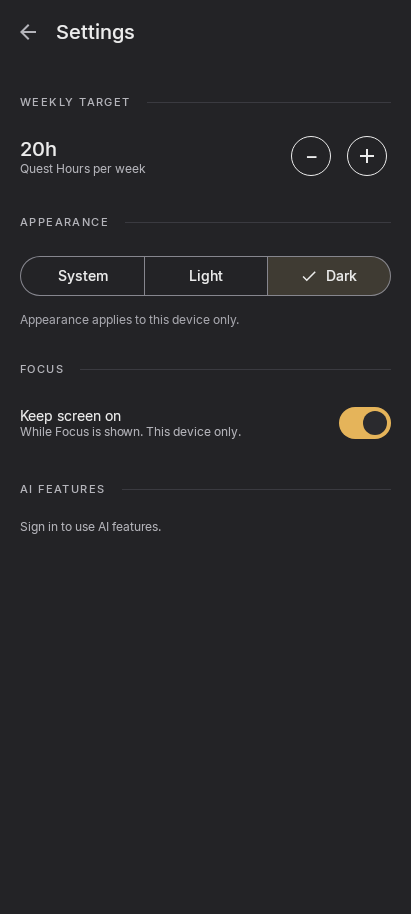 Settings
WEEKLY TARGET
20h
Quest Hours per week
APPEARANCE
System
Light
Dark
Appearance applies to this device only.
FOCUS
Keep screen on
While Focus is shown. This device only.
AI FEATURES
Sign in to use AI features.